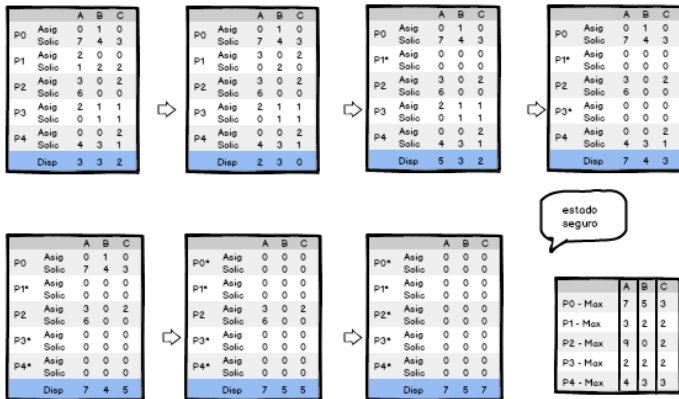 A B C
P0 Asig 0 1 0
Solic 7 4 3
P1 Asig 2 0 0
Solic 1 2 2
P2 Asig 3 0 2
Solic 6 0 0
P3 Asig 2 1 1
Solic 0 1 1
P4 Asig 0 0 2
Solic 4 3 1
Disp 3 3 2
A B C
P0 Asig 0 1 0
Solic 7 4 3
P1 Asig 3 0 2
Solic 0 2 0
P2 Asig 3 0 2
Solic 6 0 0
P3 Asig 2 1 1
Solic 0 1 1
P4 Asig 0 0 2
Solic 4 3 1
Disp 2 3 0
A B C
P0 Asig 0 1 0
Solic 7 4 3
P1* Asig 0 0 0
Solic 0 0 0
P2 Asig 3 0 2
Solic 6 0 0
P3 Asig 2 1 1
Solic 0 1 1
P4 Asig 0 0 2
Solic 4 3 1
Disp 5 3 2
A B C
P0 Asig 0 1 0
Solic 7 4 3
P1* Asig 0 0 0
Solic 0 0 0
P2 Asig 3 0 2
Solic 6 0 0
P3* Asig 0 0 0
Solic 0 0 0
P4 Asig 0 0 2
Solic 4 3 1
Disp 7 4 3
estado
seguro
A B C
P0 Asig 0 1 0
Solic 7 4 3
P1* Asig 0 0 0
Solic 0 0 0
P2 Asig 3 0 2
Solic 6 0 0
P3* Asig 0 0 0
Solic 0 0 0
P4* Asig 0 0 0
Solic 0 0 0
Disp 7 4 5
A B C
P0* Asig 0 0 0
Solic 0 0 0
P1* Asig 0 0 0
Solic 0 0 0
P2 Asig 3 0 2
Solic 6 0 0
P3* Asig 0 0 0
Solic 0 0 0
P4* Asig 0 0 0
Solic 0 0 0
Disp 7 5 5
A B C
P0* Asig 0 0 0
Solic 0 0 0
P1* Asig 0 0 0
Solic 0 0 0
P2* Asig 0 0 0
Solic 0 0 0
P3* Asig 0 0 0
Solic 0 0 0
P4* Asig 0 0 0
Solic 0 0 0
Disp 7 5 7
A B C
P0 - Max 7 5 3
P1 - Max 3 2 2
P2 - Max 9 0 2
P3 - Max 2 2 2
P4 - Max 4 3 3